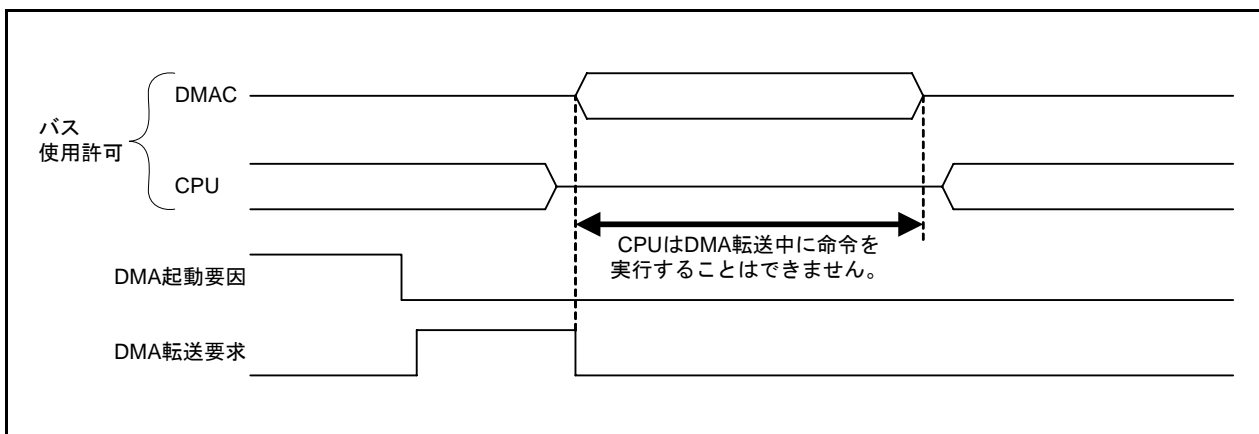 DMAC
バス
使用許可
CPU
CPUはDMA転送中に命令を
実行することはできません。
DMA起動要因
DMA転送要求